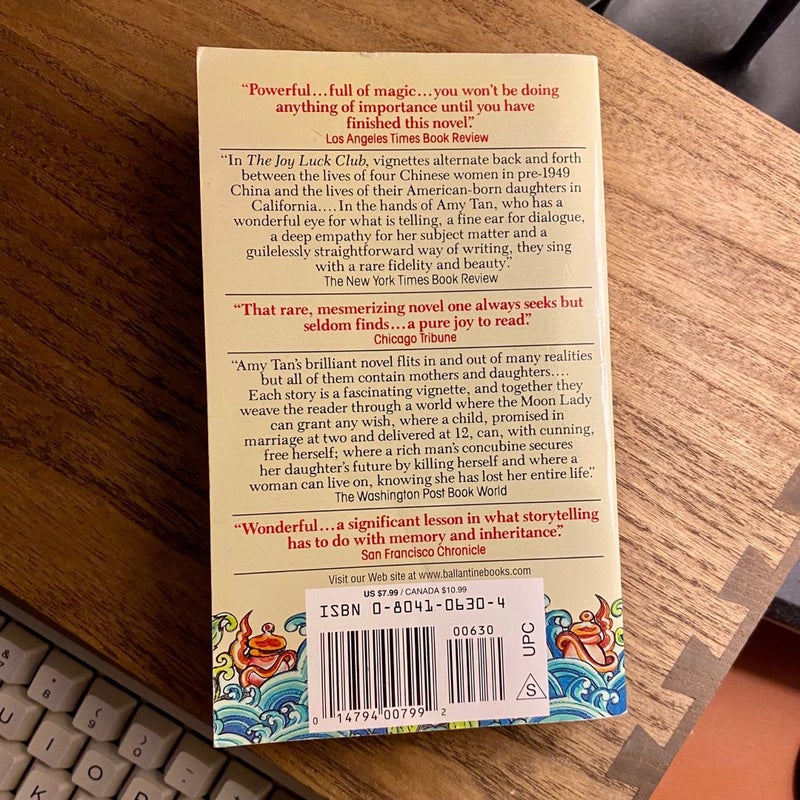 “Powerful...full of magic...you won’t be doing
anything of importance until you have
finished this novel.”
Los Angeles Times Book Review
“In The Joy Luck Club, vignettes alternate back and forth
between the lives of four Chinese women in pre-1949
China and the lives of their American-born daughters in
California.... In the hands of Amy Tan, who has a
wonderful eye for what is telling, a fine ear for dialogue,
a deep empathy for her subject matter and a
guilelessly straightforward way of writing, they sing
with a rare fidelity and beauty.”
The New York Times Book Review
“That rare, mesmerizing novel one always seeks but
seldom finds...a pure joy to read.”
Chicago Tribune
“Amy Tan’s brilliant novel flits in and out of many realities
but all of them contain mothers and daughters....
Each story is a fascinating vignette, and together they
weave the reader through a world where the Moon Lady
can grant any wish, where a child, promised in
marriage at two and delivered at 12, can, with cunning,
free herself; where a rich man’s concubine secures
her daughter’s future by killing herself and where a
woman can live on, knowing she has lost her entire life.”
The Washington Post Book World
“Wonderful...a significant lesson in what storytelling
has to do with memory and inheritance.”
San Francisco Chronicle
Visit our Web site at www.ballantinebooks.com
US $7.99 / CANADA $10.99
ISBN 0-8041-0630-4
00630
UPC
S
0 14794 00799 2
&
7
8
(
9
)
0
U
I
O
P
K